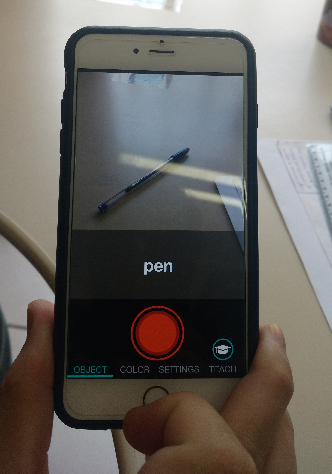 pen
OBJECT COLOR SETTINGS TEACH